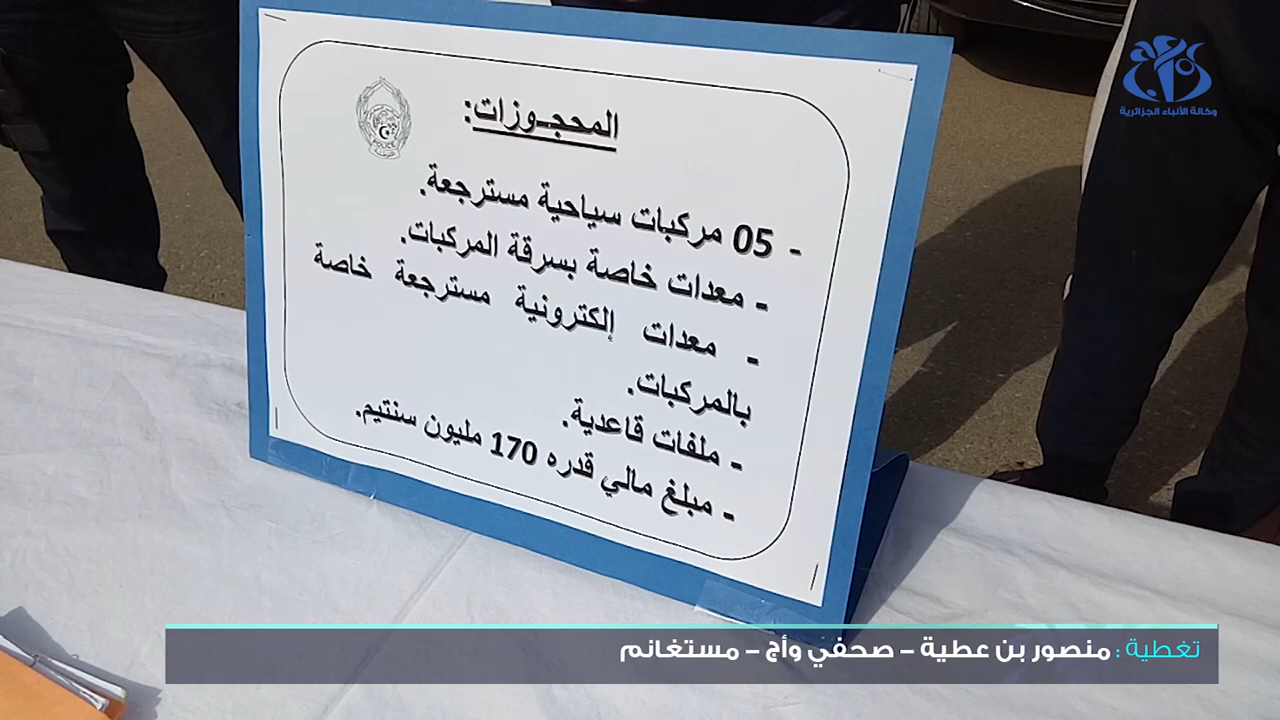 وكالة الأنباء الجزائرية
المحجـوزات:
- 05 مركبات سياحية مسترجعة.
- معدات خاصة بسرقة المركبات.
- معدات إلكترونية مسترجعة خاصة
بالمركبات.
- ملفات قاعدية.
- مبلغ مالي قدره 170 مليون سنتيم.
تغطية : منصور بن عطية – صحفي وأج – مستغانم